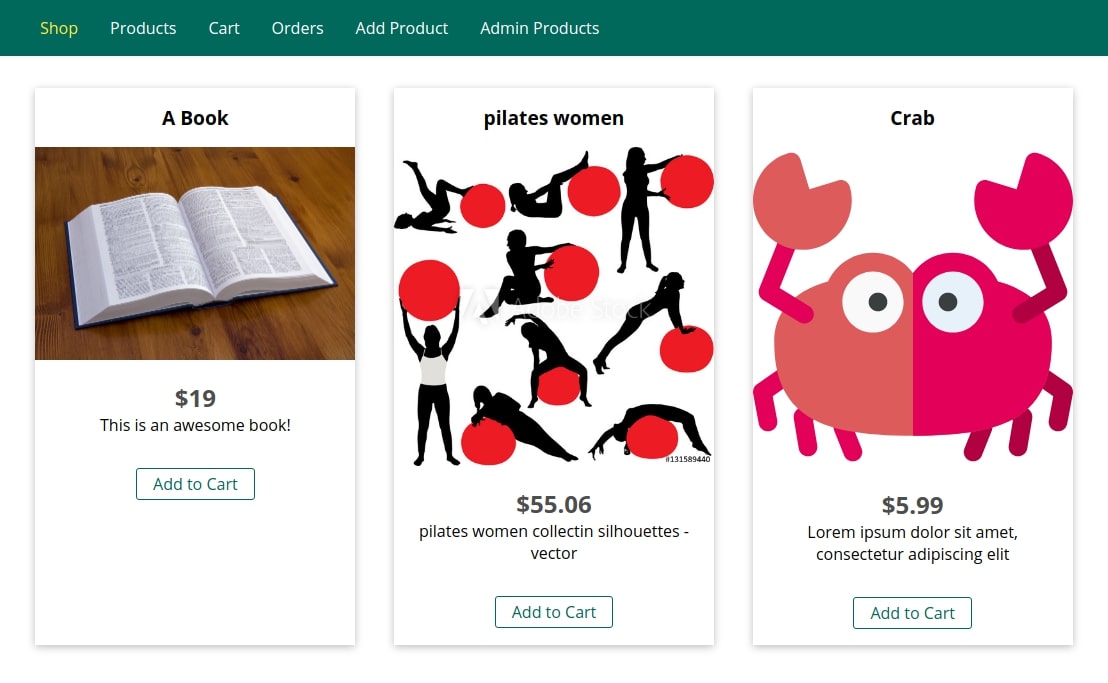 Shop Products Cart Orders Add Product Admin Products
A Book
$19
This is an awesome book!
Add to Cart
pilates women
Adobe Stock
#131589440
$55.06
pilates women collectin silhouettes -
vector
Add to Cart
Crab
$5.99
Lorem ipsum dolor sit amet,
consectetur adipiscing elit
Add to Cart